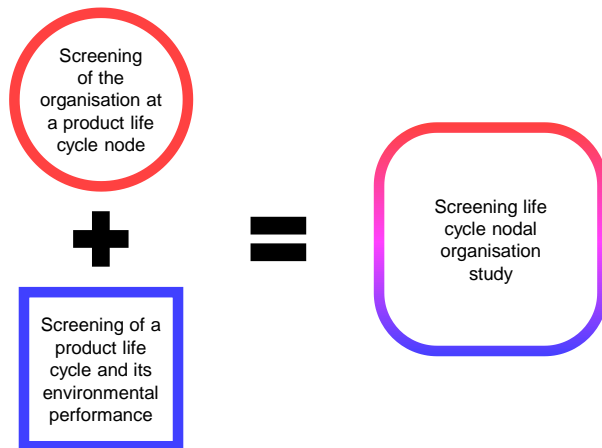 Screening
of the
organisation at
a product life
cycle node
Screening of a
product life
cycle and its
environmental
performance
Screening life
cycle nodal
organisation
study